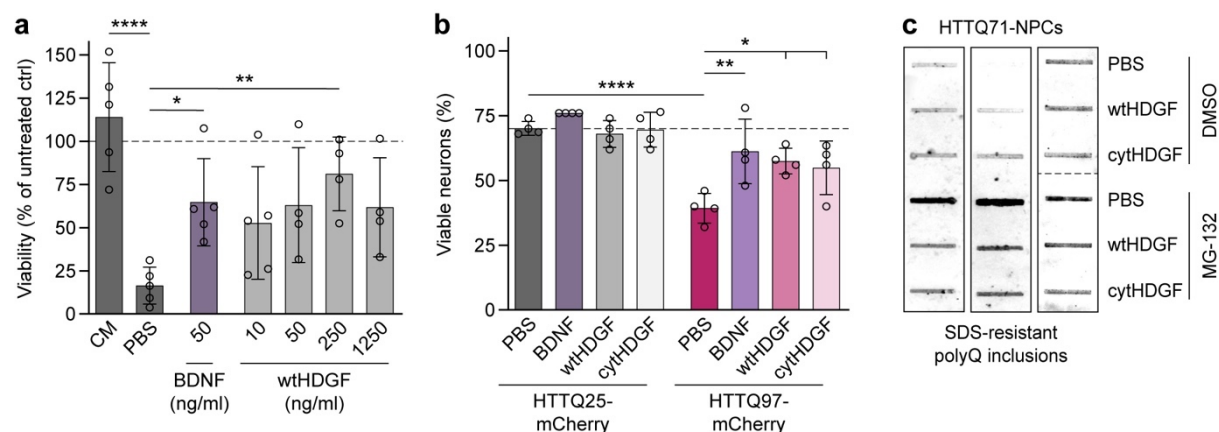 a
****
**
*
Viability (% of untreated ctrl)
150
125
100
75
50
25
0
CM
PBS
50
10
50
250
1250
BDNF
(ng/ml)
wtHDGF
(ng/ml)
b
*
**
****
Viable neurons (%)
100
75
50
25
0
PBS
BDNF
wtHDGF
cytHDGF
PBS
BDNF
wtHDGF
cytHDGF
HTTQ25-
mCherry
HTTQ97-
mCherry
c
HTTQ71-NPCs
PBS
wtHDGF
cytHDGF
DMSO
PBS
wtHDGF
cytHDGF
MG-132
SDS-resistant
polyQ inclusions